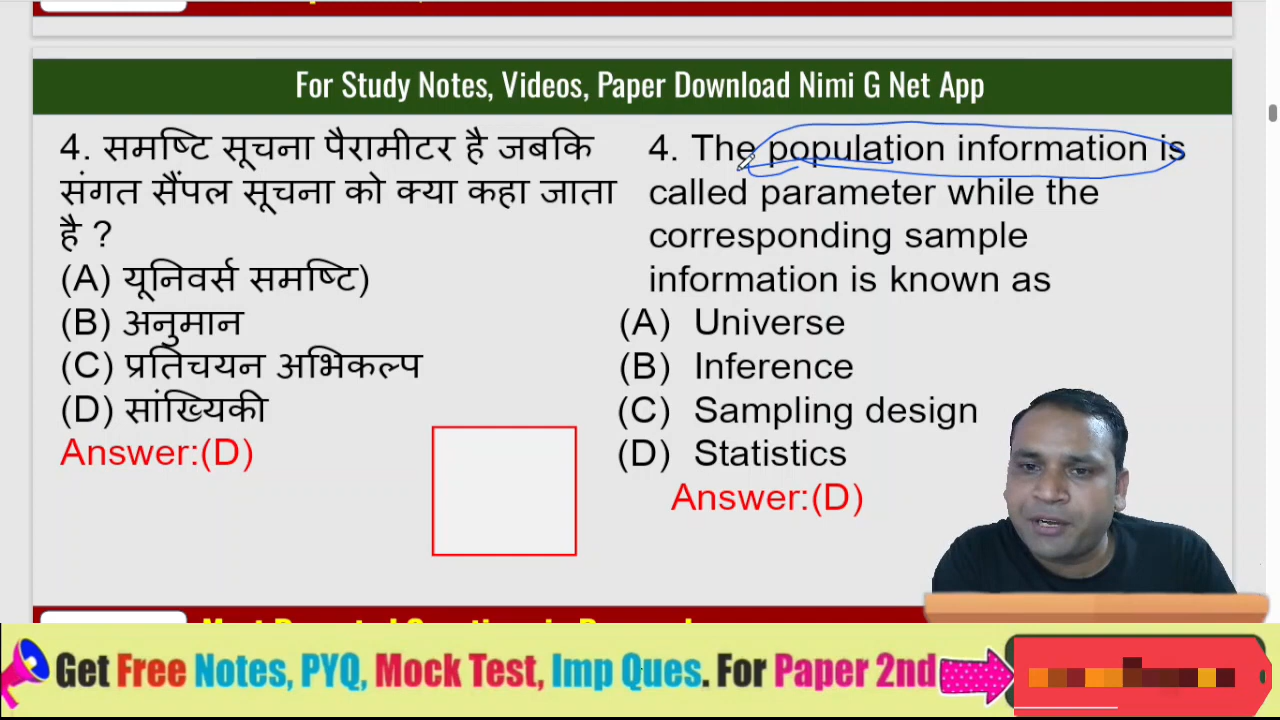 For Study Notes, Videos, Paper Download Nimi G Net App
4. समष्टि सूचना पैरामीटर है जबकि
संगत सैंपल सूचना को क्या कहा जाता
है ?
(A) यूनिवर्स समष्टि)
(B) अनुमान
(C) प्रतिचयन अभिकल्प
(D) सांख्यिकी
Answer:(D)
4. The population information is
called parameter while the
corresponding sample
information is known as
(A) Universe
(B) Inference
(C) Sampling design
(D) Statistics
Answer:(D)
Get Free Notes, PYQ, Mock Test, Imp Ques. For Paper 2nd